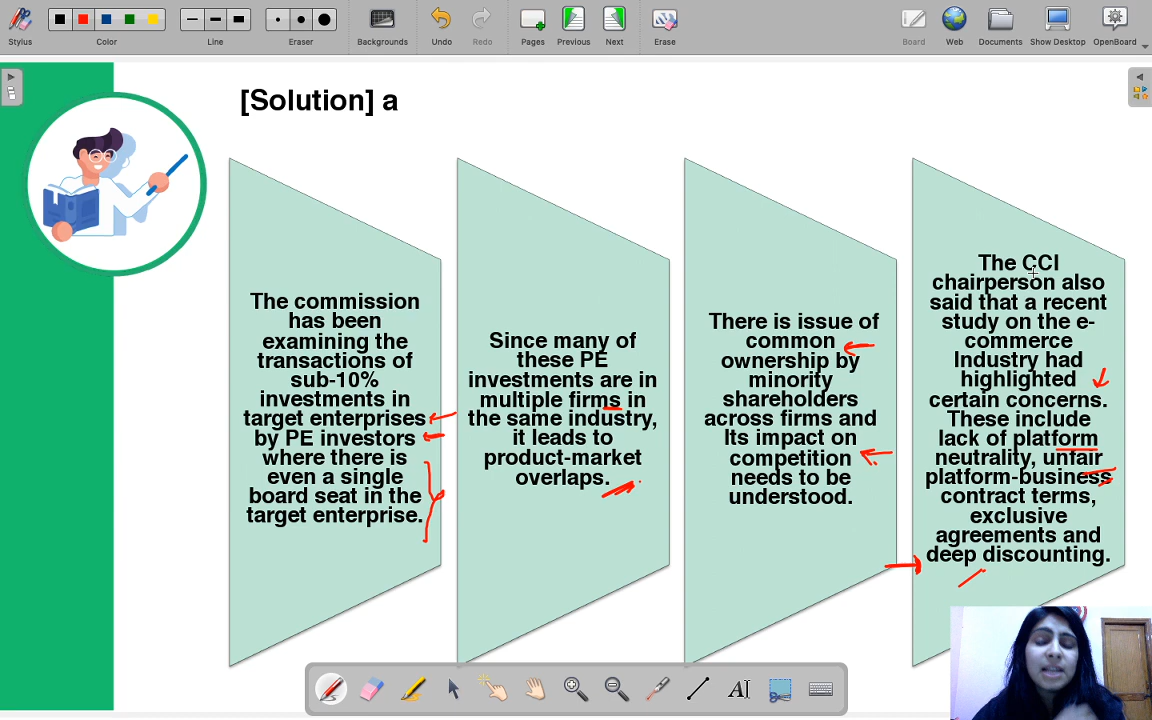 Stylus
Color
Line
Eraser
Backgrounds
Undo
Redo
Pages
Previous
Next
Erase
Board
Web
Documents
Show Desktop
OpenBoard
[Solution] a
The commission
has been
examining the
transactions of
sub-10%
investments in
target enterprises
by PE investors
where there is
even a single
board seat in the
target enterprise.
Since many of
these PE
investments are in
multiple firms in
the same industry,
it leads to
product-market
overlaps.
There is issue of
common
ownership by
minority
shareholders
across firms and
Its impact on
competition
needs to be
understood.
The CCI
chairperson also
said that a recent
study on the e-
commerce
Industry had
highlighted
certain concerns.
These include
lack of platform
neutrality, unfair
platform-business
contract terms,
exclusive
agreements and
deep discounting.